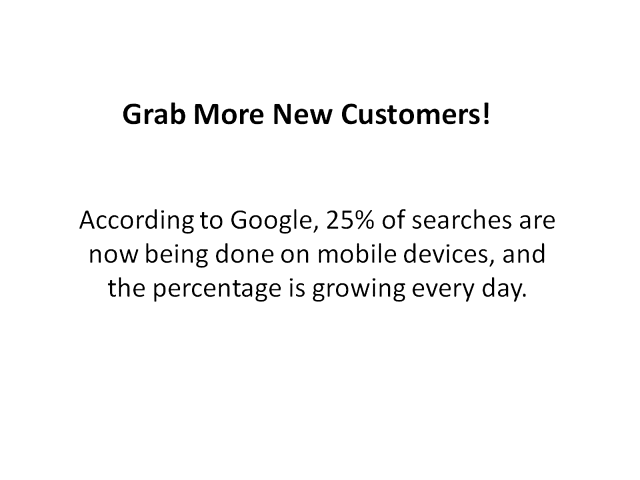 Grab More New Customers!
According to Google, 25% of searches are
now being done on mobile devices, and
the percentage is growing every day.